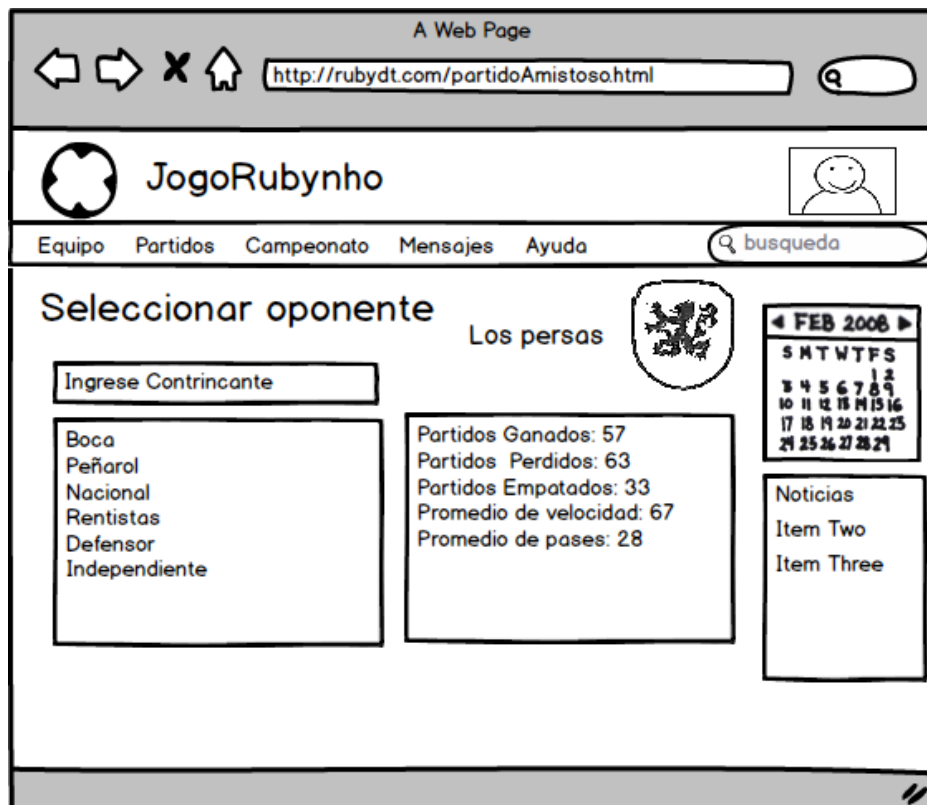 A Web Page
http://rubydt.com/partidoAmistoso.html
JogoRubynho
Equipo Partidos Campeonato Mensajes Ayuda
busqueda
Seleccionar oponente
Los persas
Ingrese Contrincante
Boca
Peñarol
Nacional
Rentistas
Defensor
Independiente
Partidos Ganados: 57
Partidos Perdidos: 63
Partidos Empatados: 33
Promedio de velocidad: 67
Promedio de pases: 28
FEB 2008
S M T W T F S
1 2
3 4 5 6 7 8 9
10 11 12 13 14 15 16
17 18 19 20 21 22 23
24 25 26 27 28 29
Noticias
Item Two
Item Three